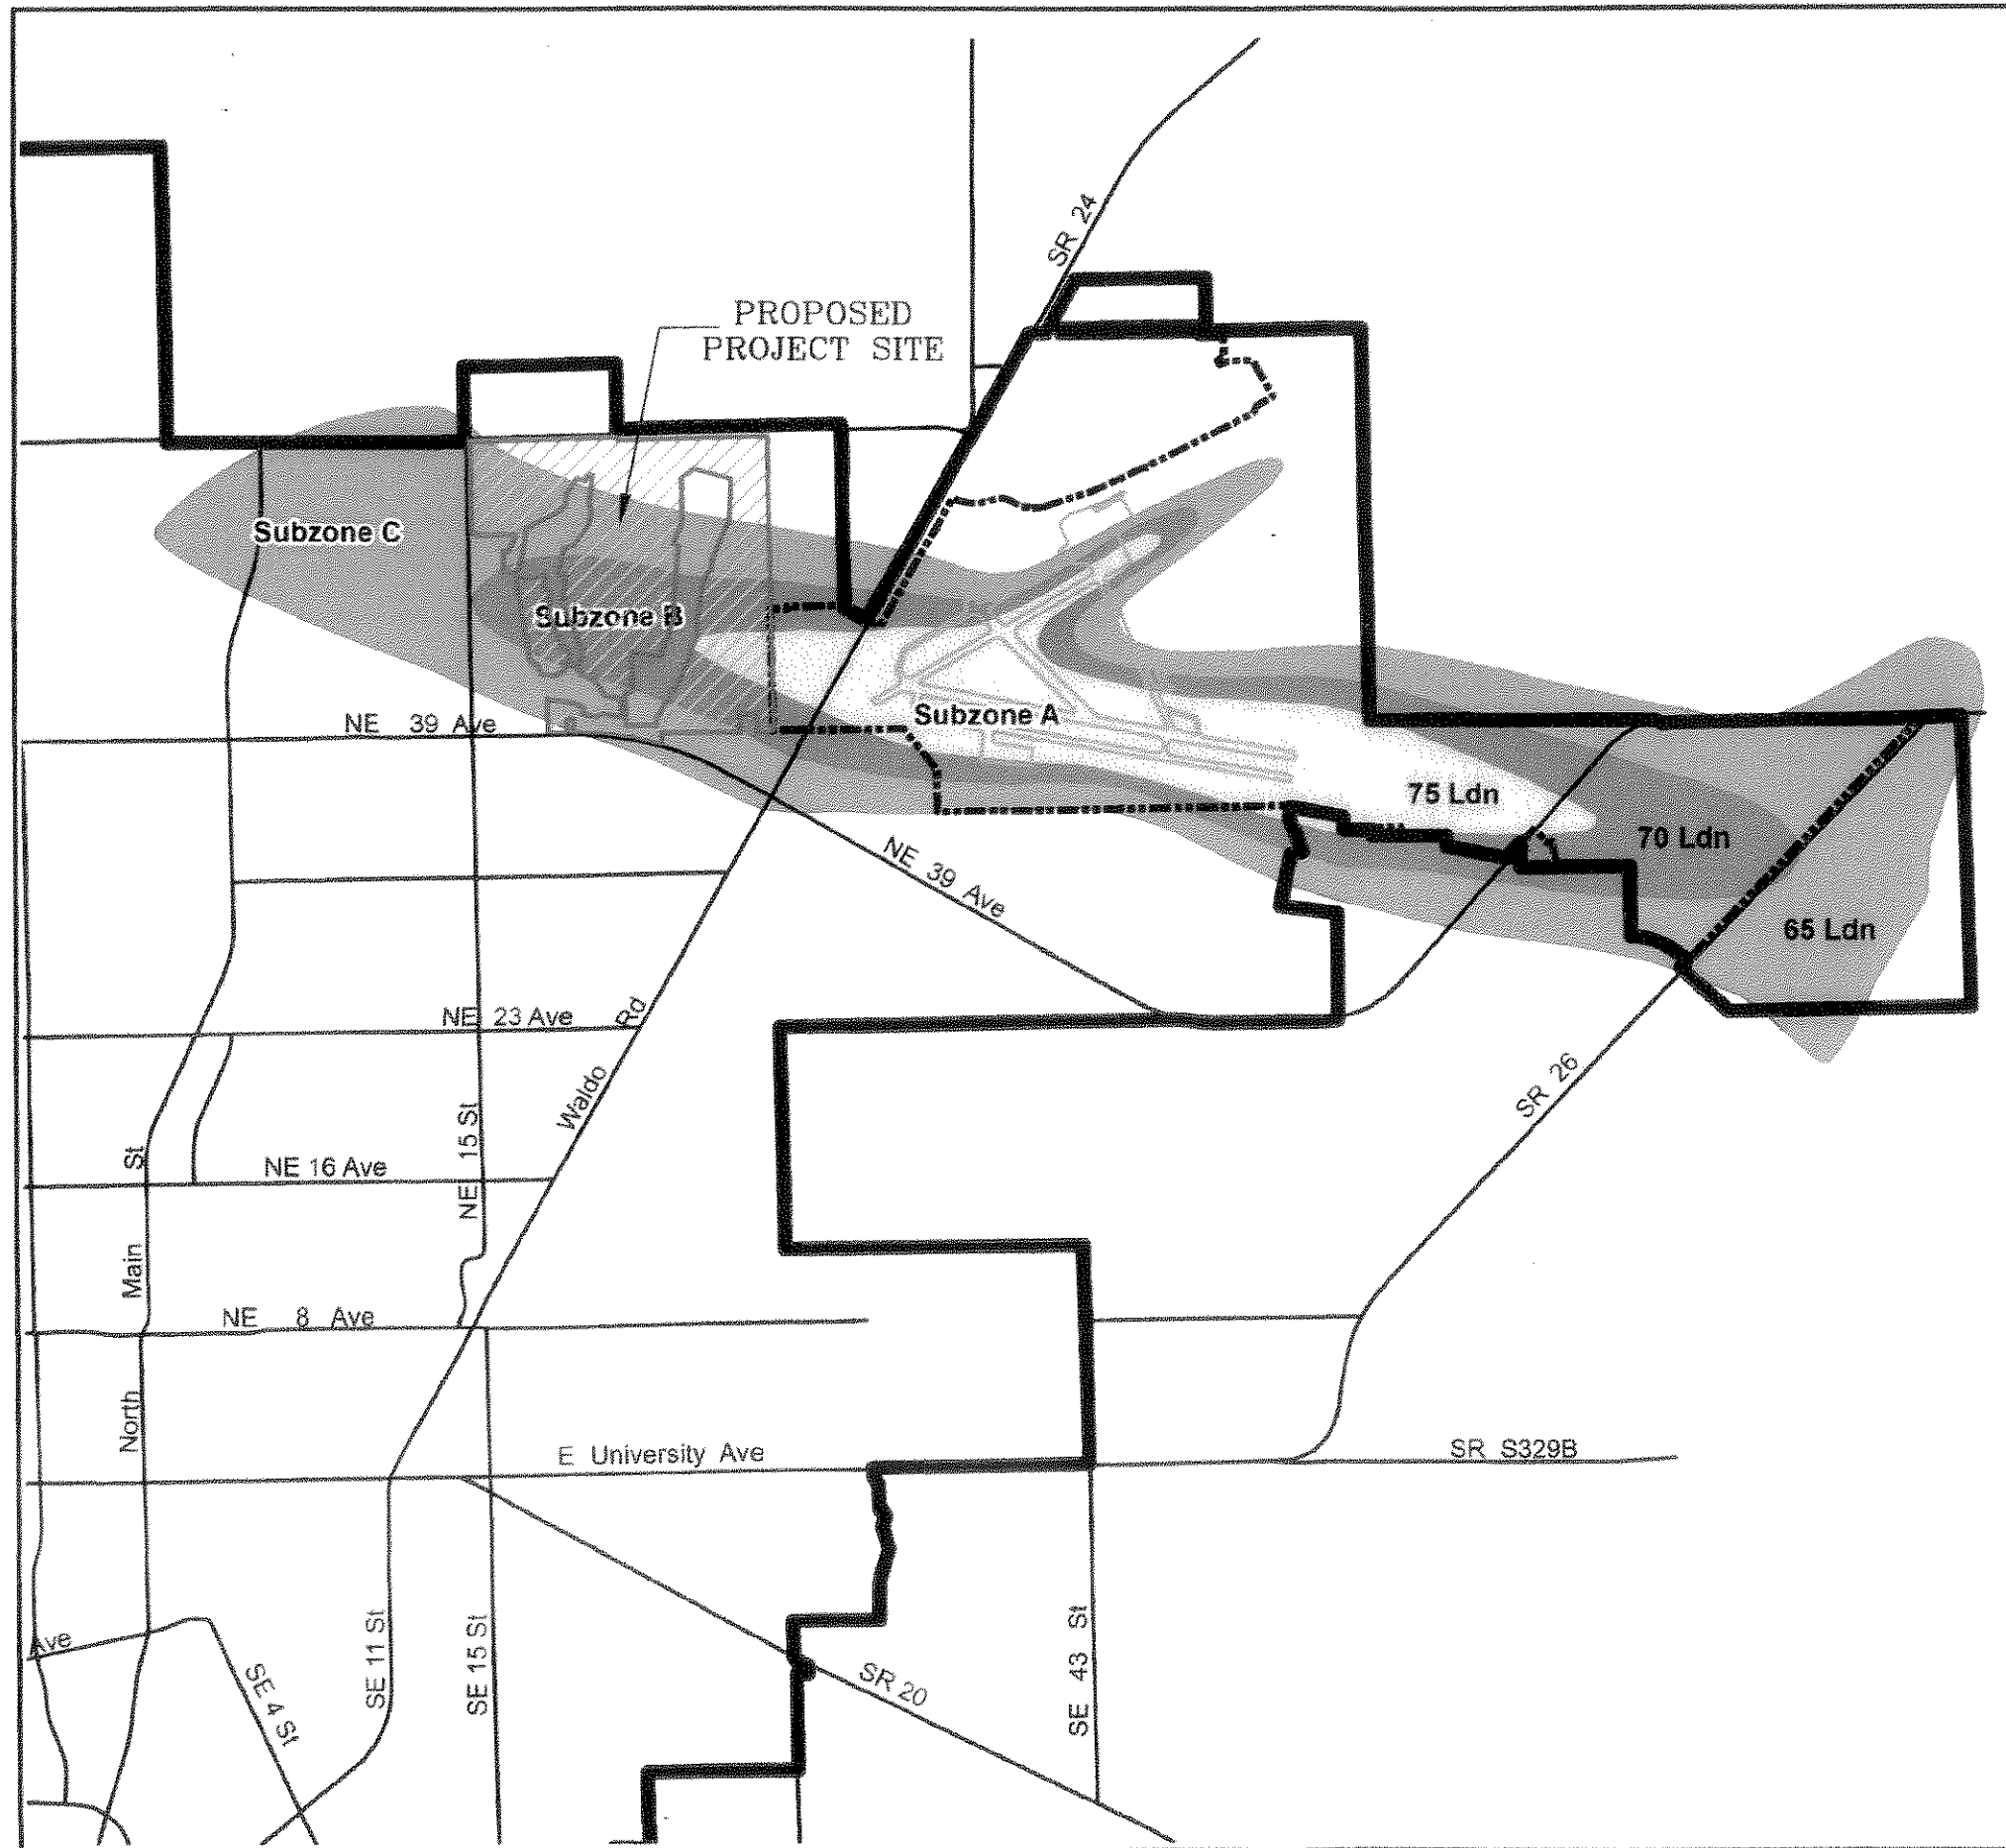 SR 24
PROPOSED
PROJECT SITE
Subzone C
Subzone B
Subzone A
NE 39 Ave
75 Ldn
70 Ldn
65 Ldn
NE 39 Ave
NE 23 Ave
Waldo Rd
SR 26
NE 15 St
NE 16 Ave
North Main St
NE 8 Ave
E University Ave
SR S329B
Ave
SE 4 St
SE 11 St
SE 15 St
SR 20
SE 43 St